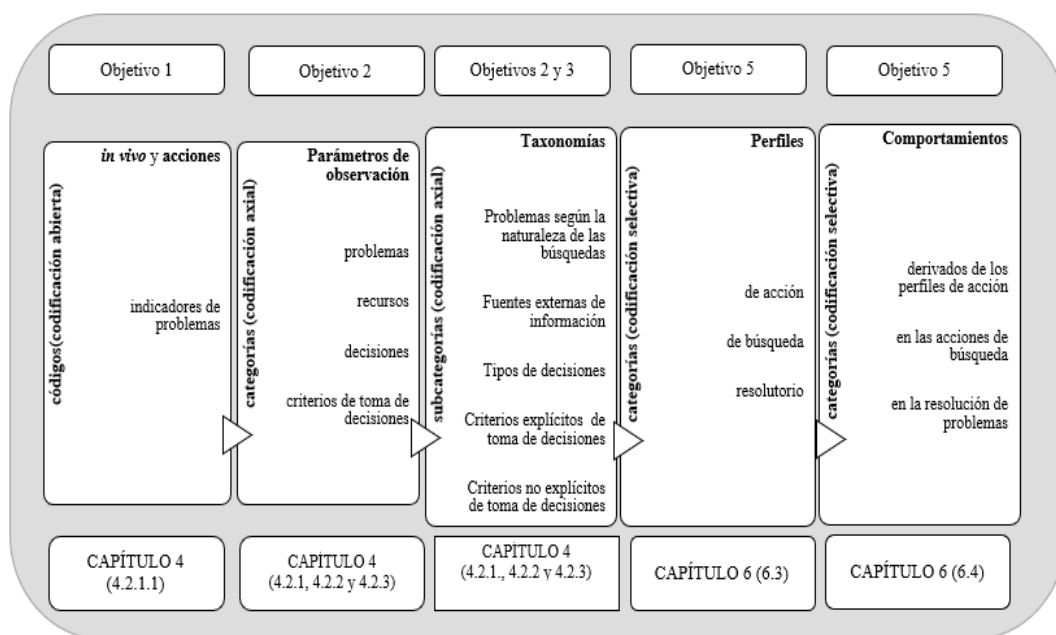 Objetivo 1
Objetivo 2
Objetivos 2 y 3
Objetivo 5
Objetivo 5
códigos(codificación abierta)
in vivo y acciones
indicadores de
problemas
categorías (codificación axial)
Parámetros de
observación
problemas
recursos
decisiones
criterios de toma de
decisiones
subcategorías (codificación axial)
Taxonomías
Problemas según la
naturaleza de las
búsquedas
Fuentes externas de
información
Tipos de decisiones
Criterios explícitos de
toma de decisiones
Criterios no explícitos
de toma de decisiones
categorías (codificación selectiva)
Perfiles
de acción
de búsqueda
resolutorio
categorías (codificación selectiva)
Comportamientos
derivados de los
perfiles de acción
en las acciones de
búsqueda
en la resolución de
problemas
CAPÍTULO 4
(4.2.1.1)
CAPÍTULO 4
(4.2.1, 4.2.2 y 4.2.3)
CAPÍTULO 4
(4.2.1., 4.2.2 y 4.2.3)
CAPÍTULO 6 (6.3)
CAPÍTULO 6 (6.4)